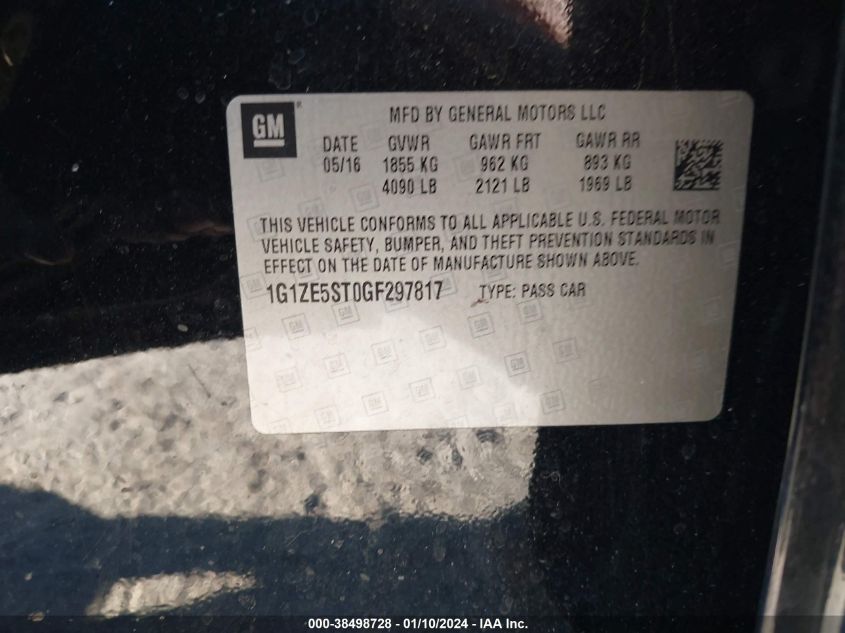 GM
MFD BY GENERAL MOTORS LLC
DATE GVWR GAWR FRT GAWR RR
05/16 1855 KG 962 KG 893 KG
4090 LB 2121 LB 1969 LB
THIS VEHICLE CONFORMS TO ALL APPLICABLE U.S. FEDERAL MOTOR
VEHICLE SAFETY, BUMPER, AND THEFT PREVENTION STANDARDS IN
EFFECT ON THE DATE OF MANUFACTURE SHOWN ABOVE.
1G1ZE5ST0GF297817 TYPE: PASS CAR
000-38498728 - 01/10/2024 - IAA Inc.